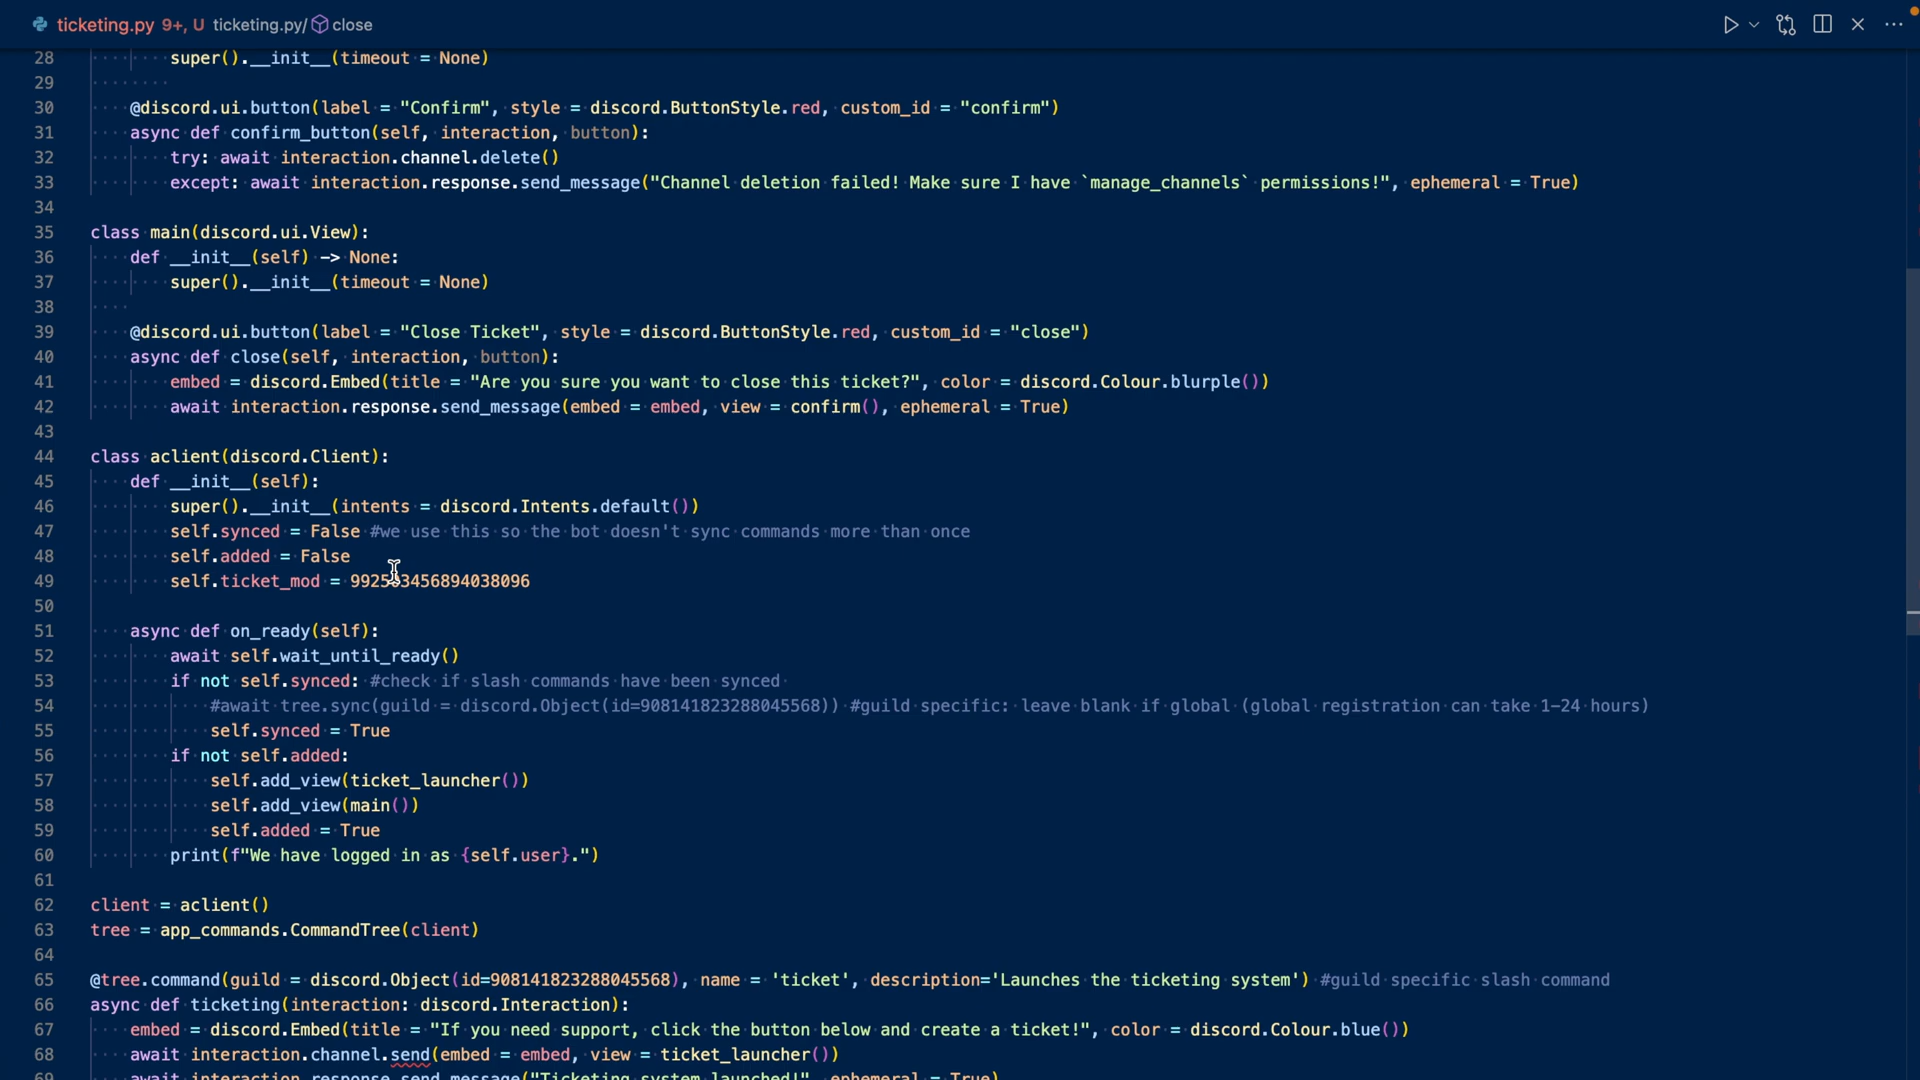 ticketing.py 9+, U ticketing.py/ close
28 super().__init__(timeout = None)
29
30 @discord.ui.button(label = "Confirm", style = discord.ButtonStyle.red, custom_id = "confirm")
31 async def confirm_button(self, interaction, button):
32 try: await interaction.channel.delete()
33 except: await interaction.response.send_message("Channel deletion failed! Make sure I have `manage_channels` permissions!", ephemeral = True)
34
35 class main(discord.ui.View):
36 def __init__(self) -> None:
37 super().__init__(timeout = None)
38
39 @discord.ui.button(label = "Close Ticket", style = discord.ButtonStyle.red, custom_id = "close")
40 async def close(self, interaction, button):
41 embed = discord.Embed(title = "Are you sure you want to close this ticket?", color = discord.Colour.blurple())
42 await interaction.response.send_message(embed = embed, view = confirm(), ephemeral = True)
43
44 class aclient(discord.Client):
45 def __init__(self):
46 super().__init__(intents = discord.Intents.default())
47 self.synced = False #we use this so the bot doesn't sync commands more than once
48 self.added = False
49 self.ticket_mod =
50
51 async def on_ready(self):
52 await self.wait_until_ready()
53 if not self.synced: #check if slash commands have been synced
54 #await tree.sync(guild = discord.Object(id=908141823288045568)) #guild specific: leave blank if global (global registration can take 1-24 hours)
55 self.synced = True
56 if not self.added:
57 self.add_view(ticket_launcher())
58 self.add_view(main())
59 self.added = True
60 print(f"We have logged in as {self.user}.")
61
62 client = aclient()
63 tree = app_commands.CommandTree(client)
64
65 @tree.command(guild = discord.Object(id=908141823288045568), name = 'ticket', description='Launches the ticketing system') #guild specific slash command
66 async def ticketing(interaction: discord.Interaction):
67 embed = discord.Embed(title = "If you need support, click the button below and create a ticket!", color = discord.Colour.blue())
68 await interaction.channel.send(embed = embed, view = ticket_launcher())
69 await interaction.response.send_message("Ticketing system launched!", ephemeral = True)